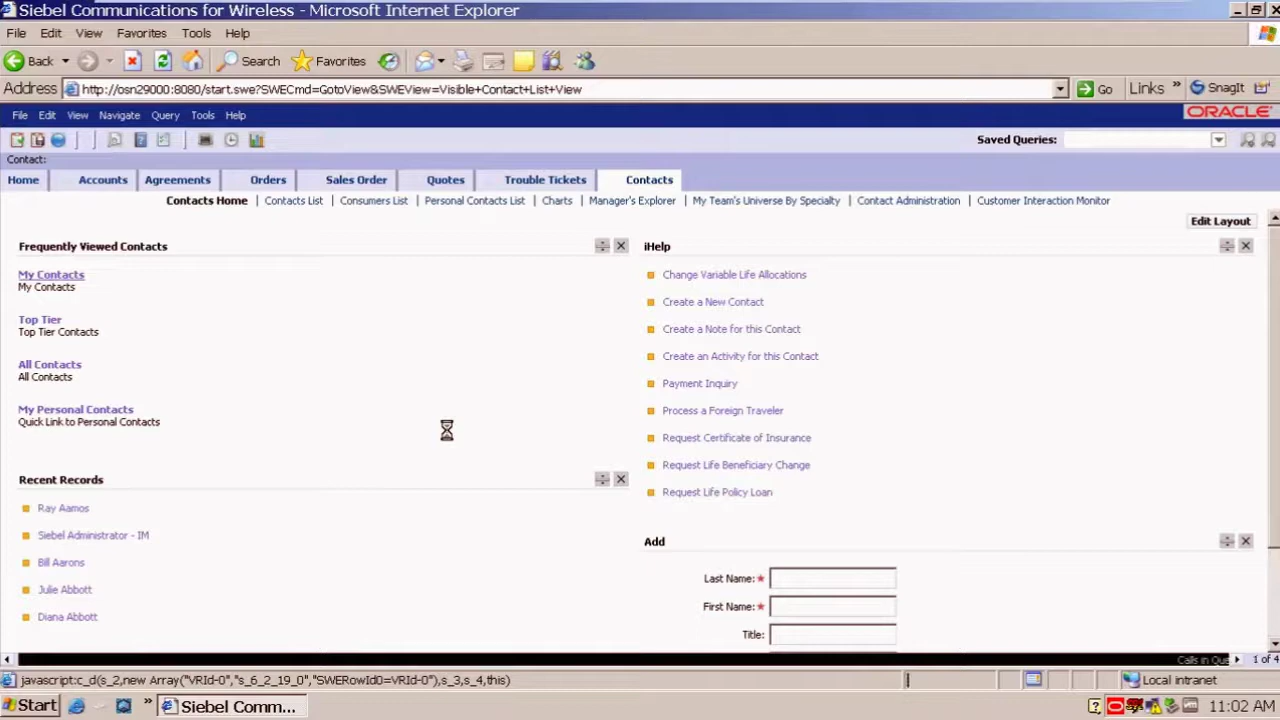 Siebel Communications for Wireless - Microsoft Internet Explorer
File Edit View Favorites Tools Help
Back Search Favorites
Address http://osn29000:8080/start.swe?SWECmd=GotoView&SWEView=Visible+Contact+List+View Go Links » SnagIt
File Edit View Navigate Query Tools Help ORACLE
Saved Queries:
Contact:
Home Accounts Agreements Orders Sales Order Quotes Trouble Tickets Contacts
Contacts Home | Contacts List | Consumers List | Personal Contacts List | Charts | Manager's Explorer | My Team's Universe By Specialty | Contact Administration | Customer Interaction Monitor
Edit Layout
Frequently Viewed Contacts
My Contacts
My Contacts
Top Tier
Top Tier Contacts
All Contacts
All Contacts
My Personal Contacts
Quick Link to Personal Contacts
Recent Records
Ray Aamos
Siebel Administrator - IM
Bill Aarons
Julie Abbott
Diana Abbott
iHelp
Change Variable Life Allocations
Create a New Contact
Create a Note for this Contact
Create an Activity for this Contact
Payment Inquiry
Process a Foreign Traveler
Request Certificate of Insurance
Request Life Beneficiary Change
Request Life Policy Loan
Add
Last Name:*
First Name:*
Title:
Calls in Que 1 of 4
javascript:c_d(s_2,new Array("VRId-0","s_6_2_19_0","SWERowId0=VRId-0"),s_3,s_4,this) Local intranet
Start » Siebel Comm... 11:02 AM